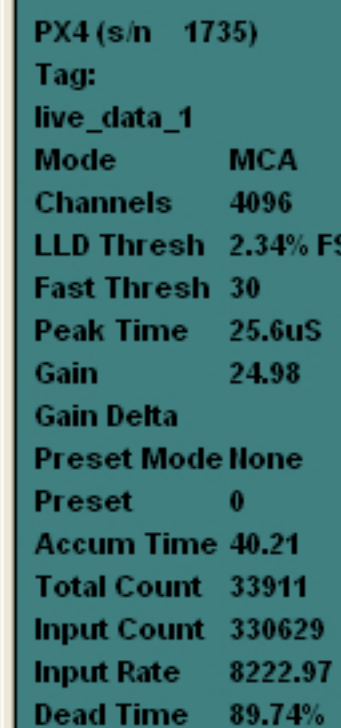 PX4 (s/n 1735)
Tag:
live_data_1
Mode MCA
Channels 4096
LLD Thresh 2.34% FS
Fast Thresh 30
Peak Time 25.6uS
Gain 24.98
Gain Delta
Preset Mode None
Preset 0
Accum Time 40.21
Total Count 33911
Input Count 330629
Input Rate 8222.97
Dead Time 89.74%